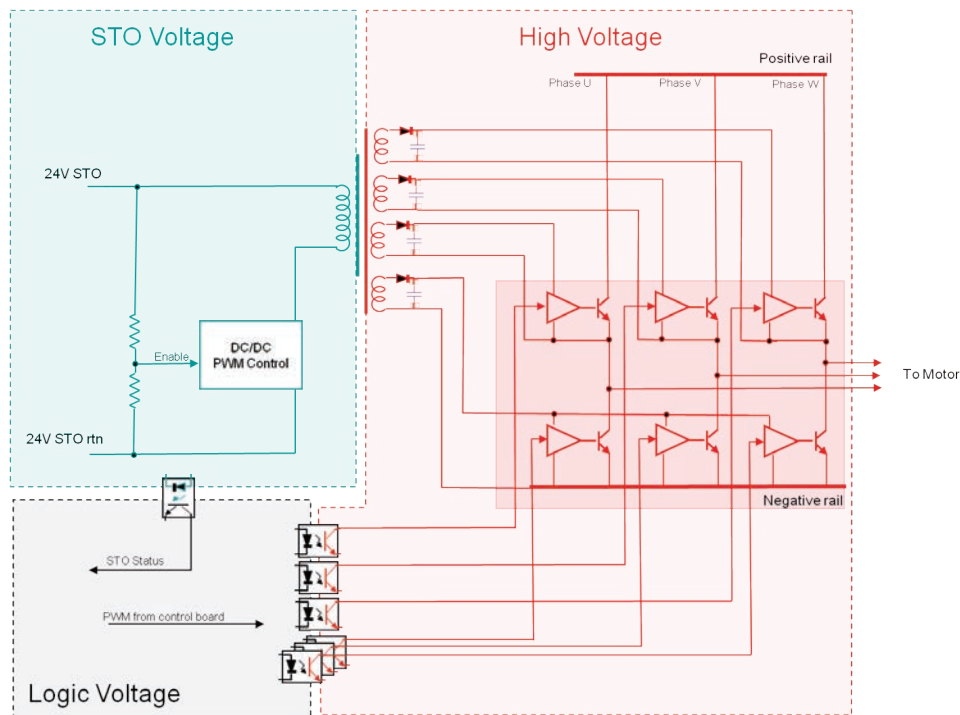 STO Voltage
High Voltage
Positive rail
Phase U
Phase V
Phase W
24V STO
Enable
DC/DC
PWM Control
To Motor
24V STO rtn
Negative rail
STO Status
PWM from control board
Logic Voltage